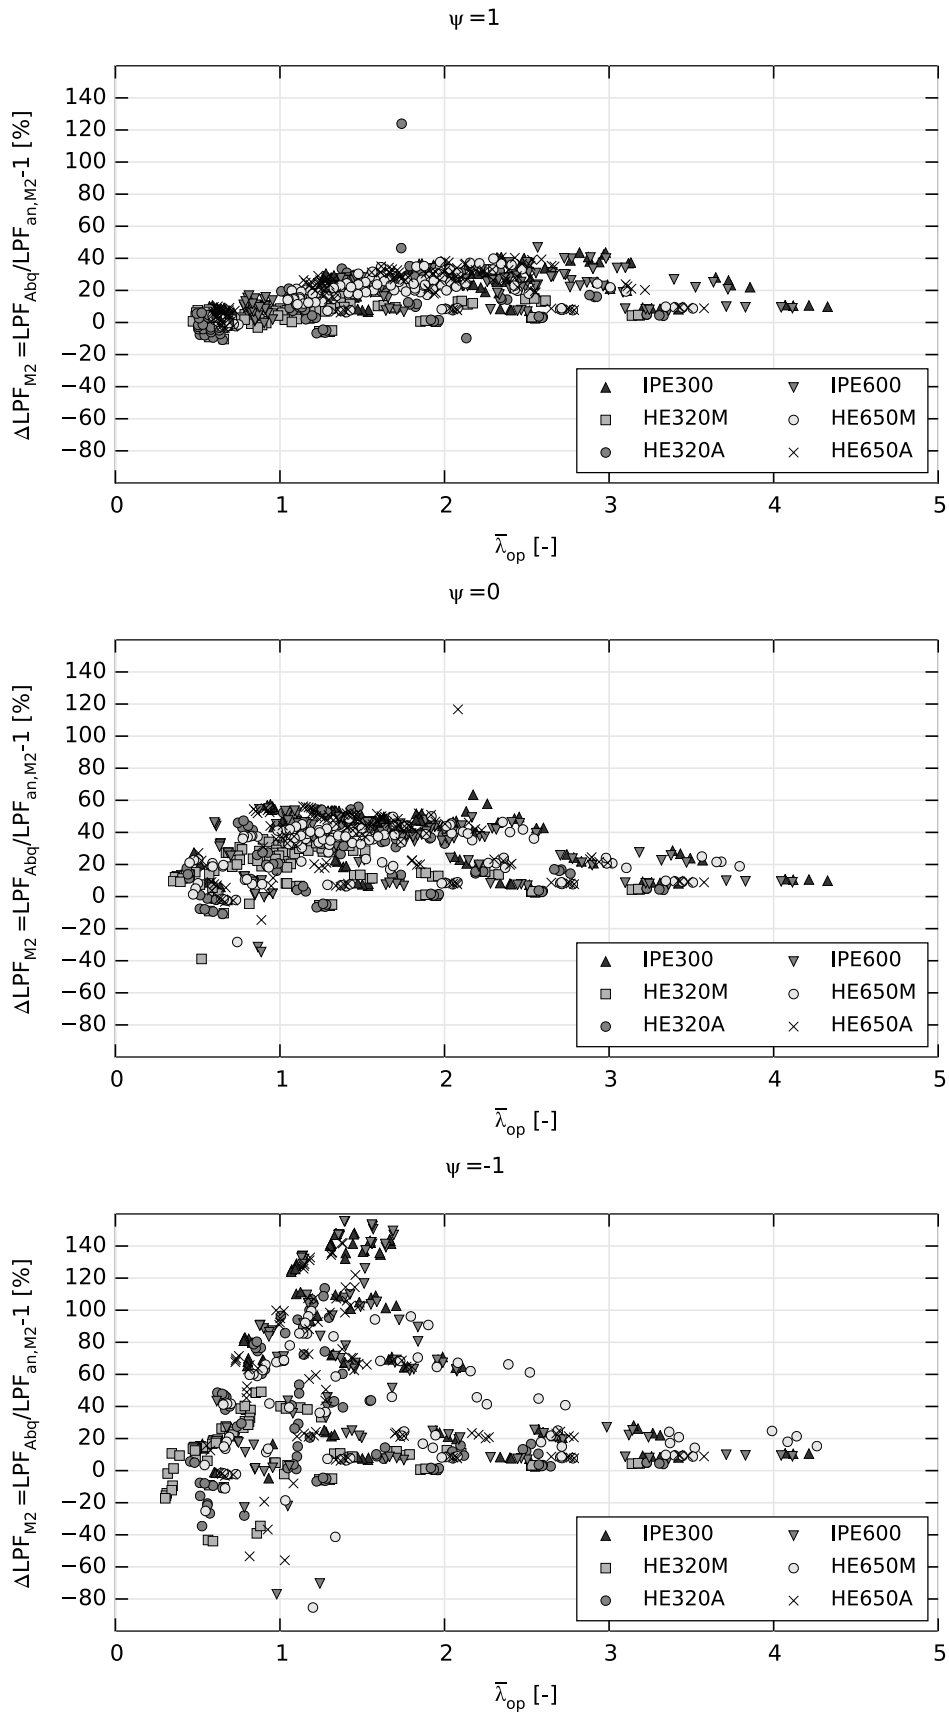 ψ =1
ΔLPF_M2 =LPF_Abq/LPF_an,M2-1 [%]
140
120
100
80
60
40
20
0
−20
−40
−60
−80
IPE300 IPE600
HE320M HE650M
HE320A HE650A
0 1 2 3 4 5
λ̅_op [-]
ψ =0
ΔLPF_M2 =LPF_Abq/LPF_an,M2-1 [%]
140
120
100
80
60
40
20
0
−20
−40
−60
−80
IPE300 IPE600
HE320M HE650M
HE320A HE650A
0 1 2 3 4 5
λ̅_op [-]
ψ =-1
ΔLPF_M2 =LPF_Abq/LPF_an,M2-1 [%]
140
120
100
80
60
40
20
0
−20
−40
−60
−80
IPE300 IPE600
HE320M HE650M
HE320A HE650A
0 1 2 3 4 5
λ̅_op [-]